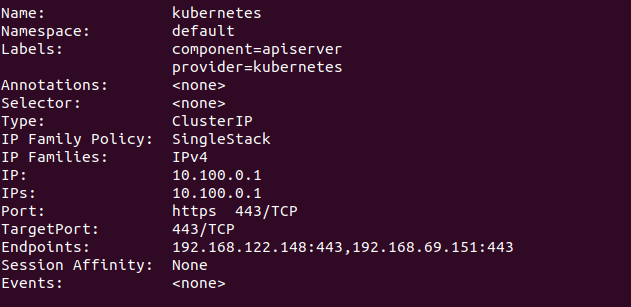 Name:              kubernetes
Namespace:         default
Labels:            component=apiserver
                   provider=kubernetes
Annotations:       <none>
Selector:          <none>
Type:              ClusterIP
IP Family Policy:  SingleStack
IP Families:       IPv4
IP:                10.100.0.1
IPs:               10.100.0.1
Port:              https  443/TCP
TargetPort:        443/TCP
Endpoints:         192.168.122.148:443,192.168.69.151:443
Session Affinity:  None
Events:            <none>